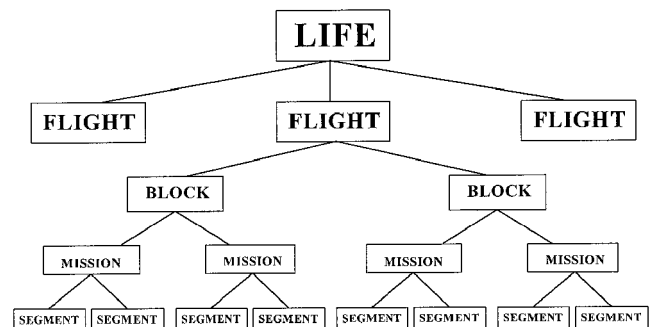 LIFE
FLIGHT FLIGHT FLIGHT
BLOCK BLOCK
MISSION MISSION MISSION MISSION
SEGMENT SEGMENT SEGMENT SEGMENT SEGMENT SEGMENT SEGMENT SEGMENT